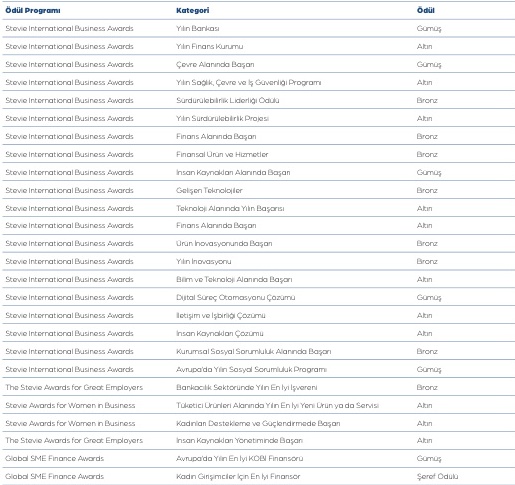 Ödül Programı Kategori Ödül
Stevie International Business Awards Yılın Bankası Gümüş
Stevie International Business Awards Yılın Finans Kurumu Altın
Stevie International Business Awards Çevre Alanında Başarı Gümüş
Stevie International Business Awards Yılın Sağlık, Çevre ve İş Güvenliği Programı Altın
Stevie International Business Awards Sürdürülebilirlik Liderliği Ödülü Bronz
Stevie International Business Awards Yılın Sürdürülebilirlik Projesi Altın
Stevie International Business Awards Finans Alanında Başarı Bronz
Stevie International Business Awards Finansal Ürün ve Hizmetler Bronz
Stevie International Business Awards İnsan Kaynakları Alanında Başarı Gümüş
Stevie International Business Awards Gelişen Teknolojiler Bronz
Stevie International Business Awards Teknoloji Alanında Yılın Başarısı Altın
Stevie International Business Awards Finans Alanında Başarı Altın
Stevie International Business Awards Ürün İnovasyonunda Başarı Bronz
Stevie International Business Awards Yılın İnovasyonu Bronz
Stevie International Business Awards Bilim ve Teknoloji Alanında Başarı Altın
Stevie International Business Awards Dijital Süreç Otomasyonu Çözümü Gümüş
Stevie International Business Awards İletişim ve İşbirliği Çözümü Altın
Stevie International Business Awards İnsan Kaynakları Çözümü Altın
Stevie International Business Awards Kurumsal Sosyal Sorumluluk Alanında Başarı Bronz
Stevie International Business Awards Avrupa'da Yılın Sosyal Sorumluluk Programı Gümüş
The Stevie Awards for Great Employers Bankacılık Sektöründe Yılın En İyi İşvereni Bronz
Stevie Awards for Women in Business Tüketici Ürünleri Alanında Yılın En İyi Yeni Ürün ya da Servisi Altın
Stevie Awards for Women in Business Kadınları Destekleme ve Güçlendirmede Başarı Altın
The Stevie Awards for Great Employers İnsan Kaynakları Yönetiminde Başarı Altın
Global SME Finance Awards Avrupa'da Yılın En İyi KOBİ Finansörü Gümüş
Global SME Finance Awards Kadın Girişimciler İçin En İyi Finansör Şeref Ödülü